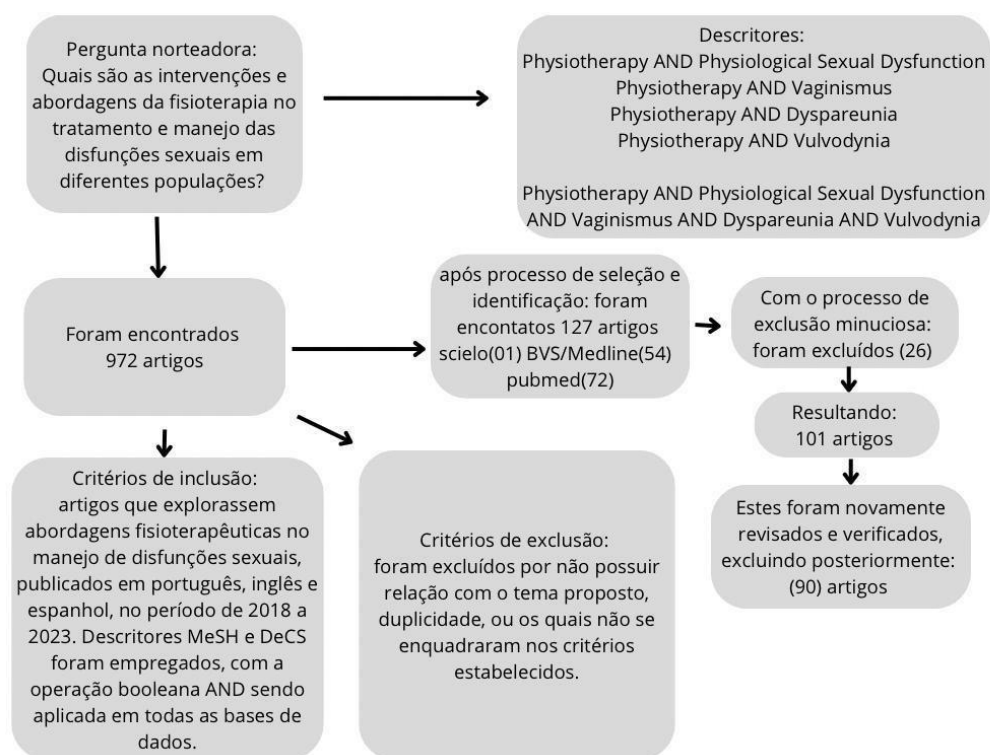 Pergunta norteadora:
Quais são as intervenções e
abordagens da fisioterapia no
tratamento e manejo das
disfunções sexuais em
diferentes populações?
Descritores:
Physiotherapy AND Physiological Sexual Dysfunction
Physiotherapy AND Vaginismus
Physiotherapy AND Dyspareunia
Physiotherapy AND Vulvodynia
Physiotherapy AND Physiological Sexual Dysfunction
AND Vaginismus AND Dyspareunia AND Vulvodynia
Foram encontrados
972 artigos
após processo de seleção e
identificação: foram
encontatos 127 artigos
scielo(01) BVS/Medline(54)
pubmed(72)
Com o processo de
exclusão minuciosa:
foram excluídos (26)
Resultando:
101 artigos
Estes foram novamente
revisados e verificados,
excluindo posteriormente:
(90) artigos
Critérios de inclusão:
artigos que explorassem
abordagens fisioterapêuticas no
manejo de disfunções sexuais,
publicados em português, inglês e
espanhol, no período de 2018 a
2023. Descritores MeSH e DeCS
foram empregados, com a
operação booleana AND sendo
aplicada em todas as bases de
dados.
Critérios de exclusão:
foram excluídos por não possuir
relação com o tema proposto,
duplicidade, ou os quais não se
enquadraram nos critérios
estabelecidos.